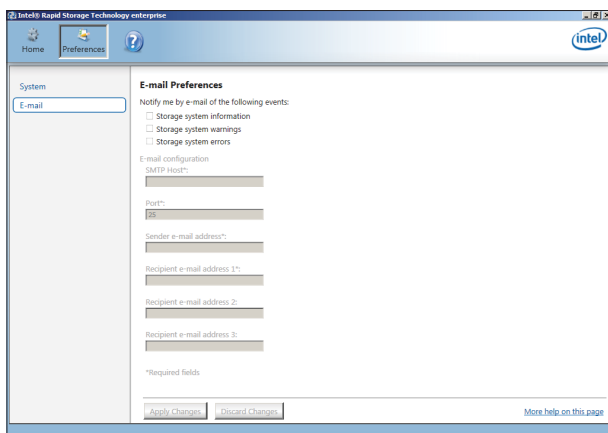 Intel® Rapid Storage Technology enterprise
Home
Preferences
?
intel
System
E-mail
E-mail Preferences
Notify me by e-mail of the following events:
Storage system information
Storage system warnings
Storage system errors
E-mail configuration
SMTP Host*:
Port*:
25
Sender e-mail address*:
Recipient e-mail address 1*:
Recipient e-mail address 2:
Recipient e-mail address 3:
*Required fields
Apply Changes
Discard Changes
More help on this page